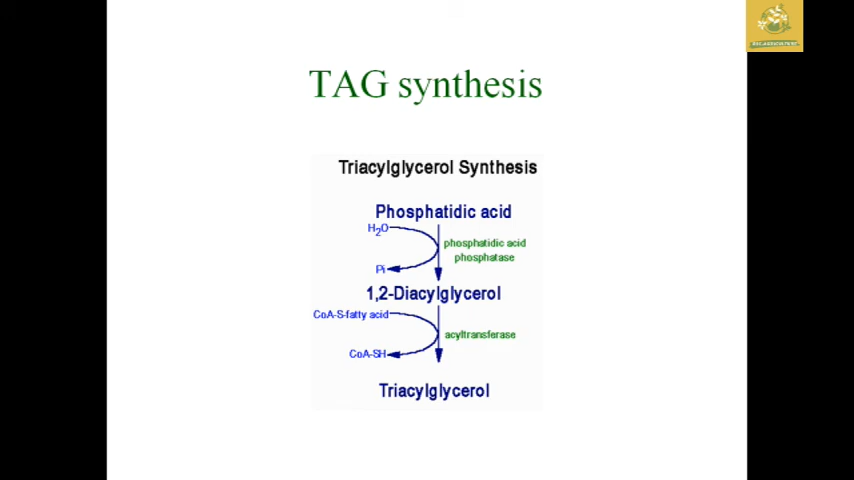 TAG synthesis
Triacylglycerol Synthesis
Phosphatidic acid
H2O
phosphatidic acid
phosphatase
Pi
1,2-Diacylglycerol
CoA-S-fatty acid
acyltransferase
CoA-SH
Triacylglycerol